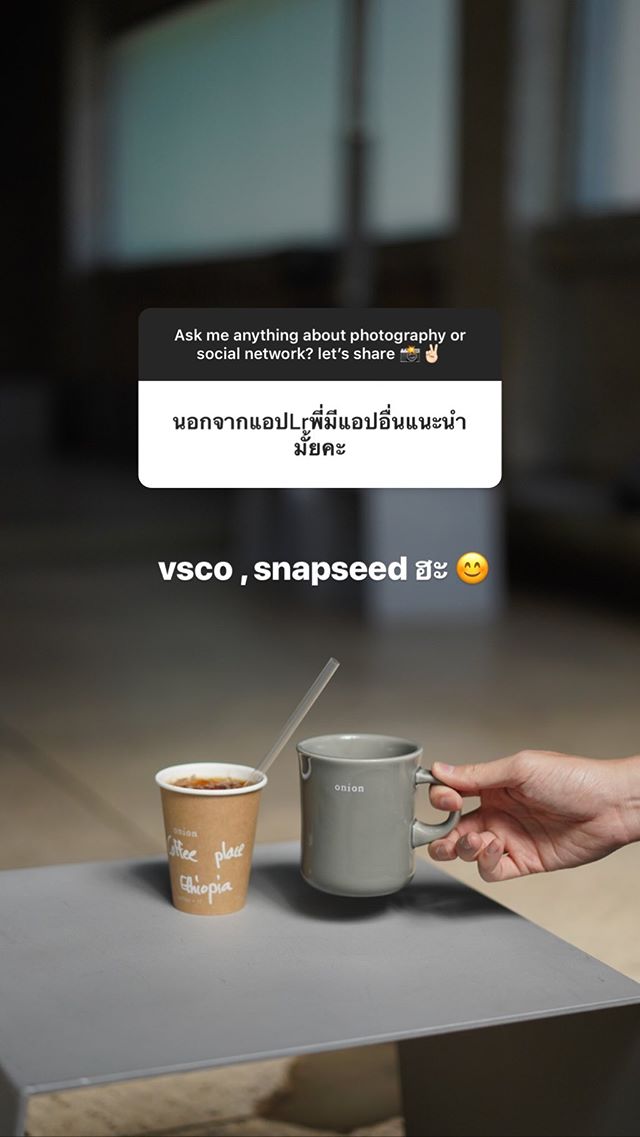 Ask me anything about photography or
social network? let's share 📸✌🏻
นอกจากแอปLrพี่มีแอปอื่นแนะนำ
มั้ยคะ
vsco , snapseed ฮะ 😊
onion
onion
Coffee place
Ethiopia